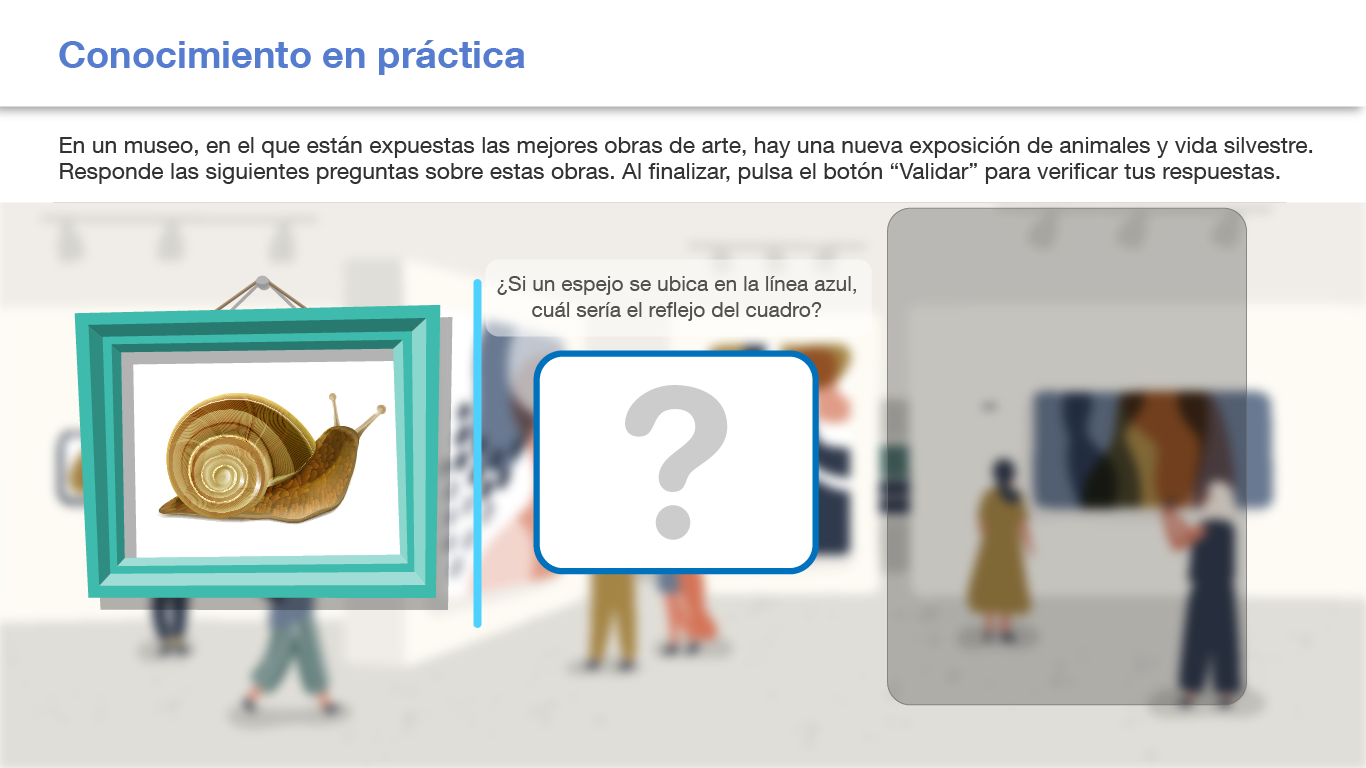 Conocimiento en práctica
En un museo, en el que están expuestas las mejores obras de arte, hay una nueva exposición de animales y vida silvestre.
Responde las siguientes preguntas sobre estas obras. Al finalizar, pulsa el botón “Validar” para verificar tus respuestas.
¿Si un espejo se ubica en la línea azul,
cuál sería el reflejo del cuadro?
?